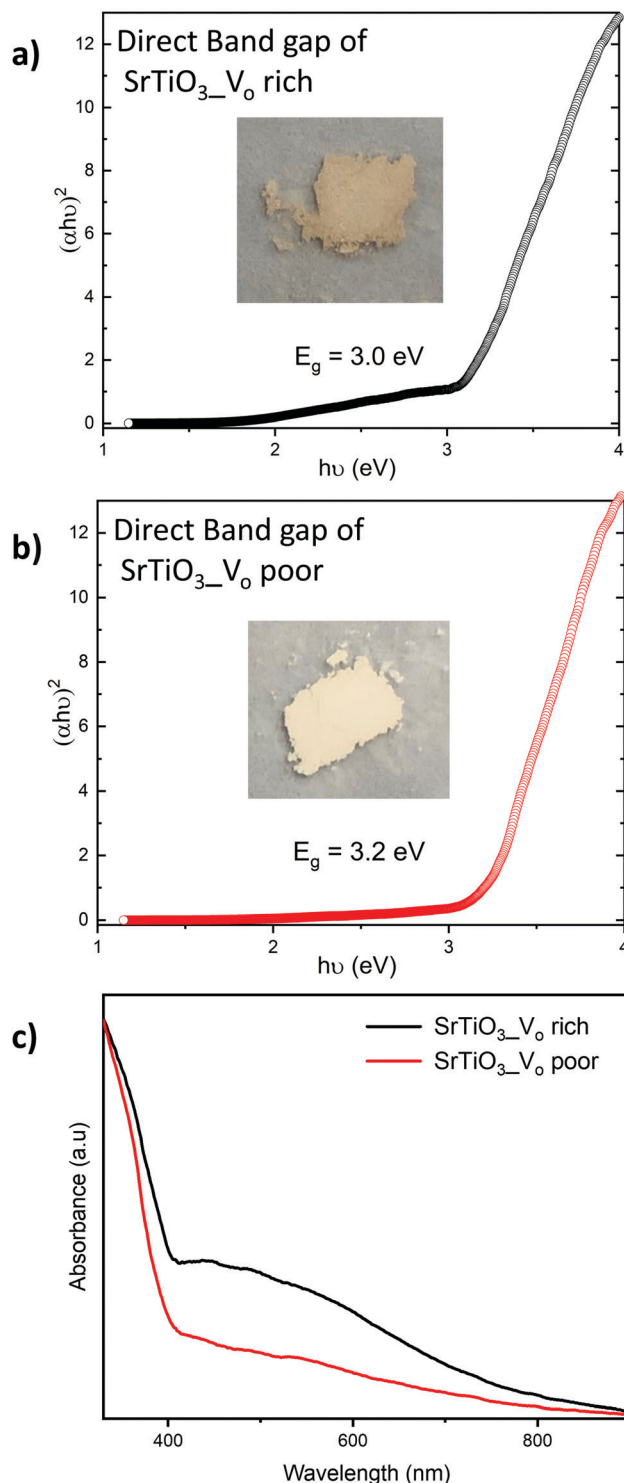 a)
Direct Band gap of
SrTiO₃_Vₒ rich
12
10
8
6
4
2
0
(αhυ)²
E_g = 3.0 eV
1
2
3
4
hυ (eV)
b)
Direct Band gap of
SrTiO₃_Vₒ poor
12
10
8
6
4
2
0
(αhυ)²
E_g = 3.2 eV
1
2
3
4
hυ (eV)
c)
SrTiO₃_Vₒ rich
SrTiO₃_Vₒ poor
Absorbance (a.u)
400
600
800
Wavelength (nm)